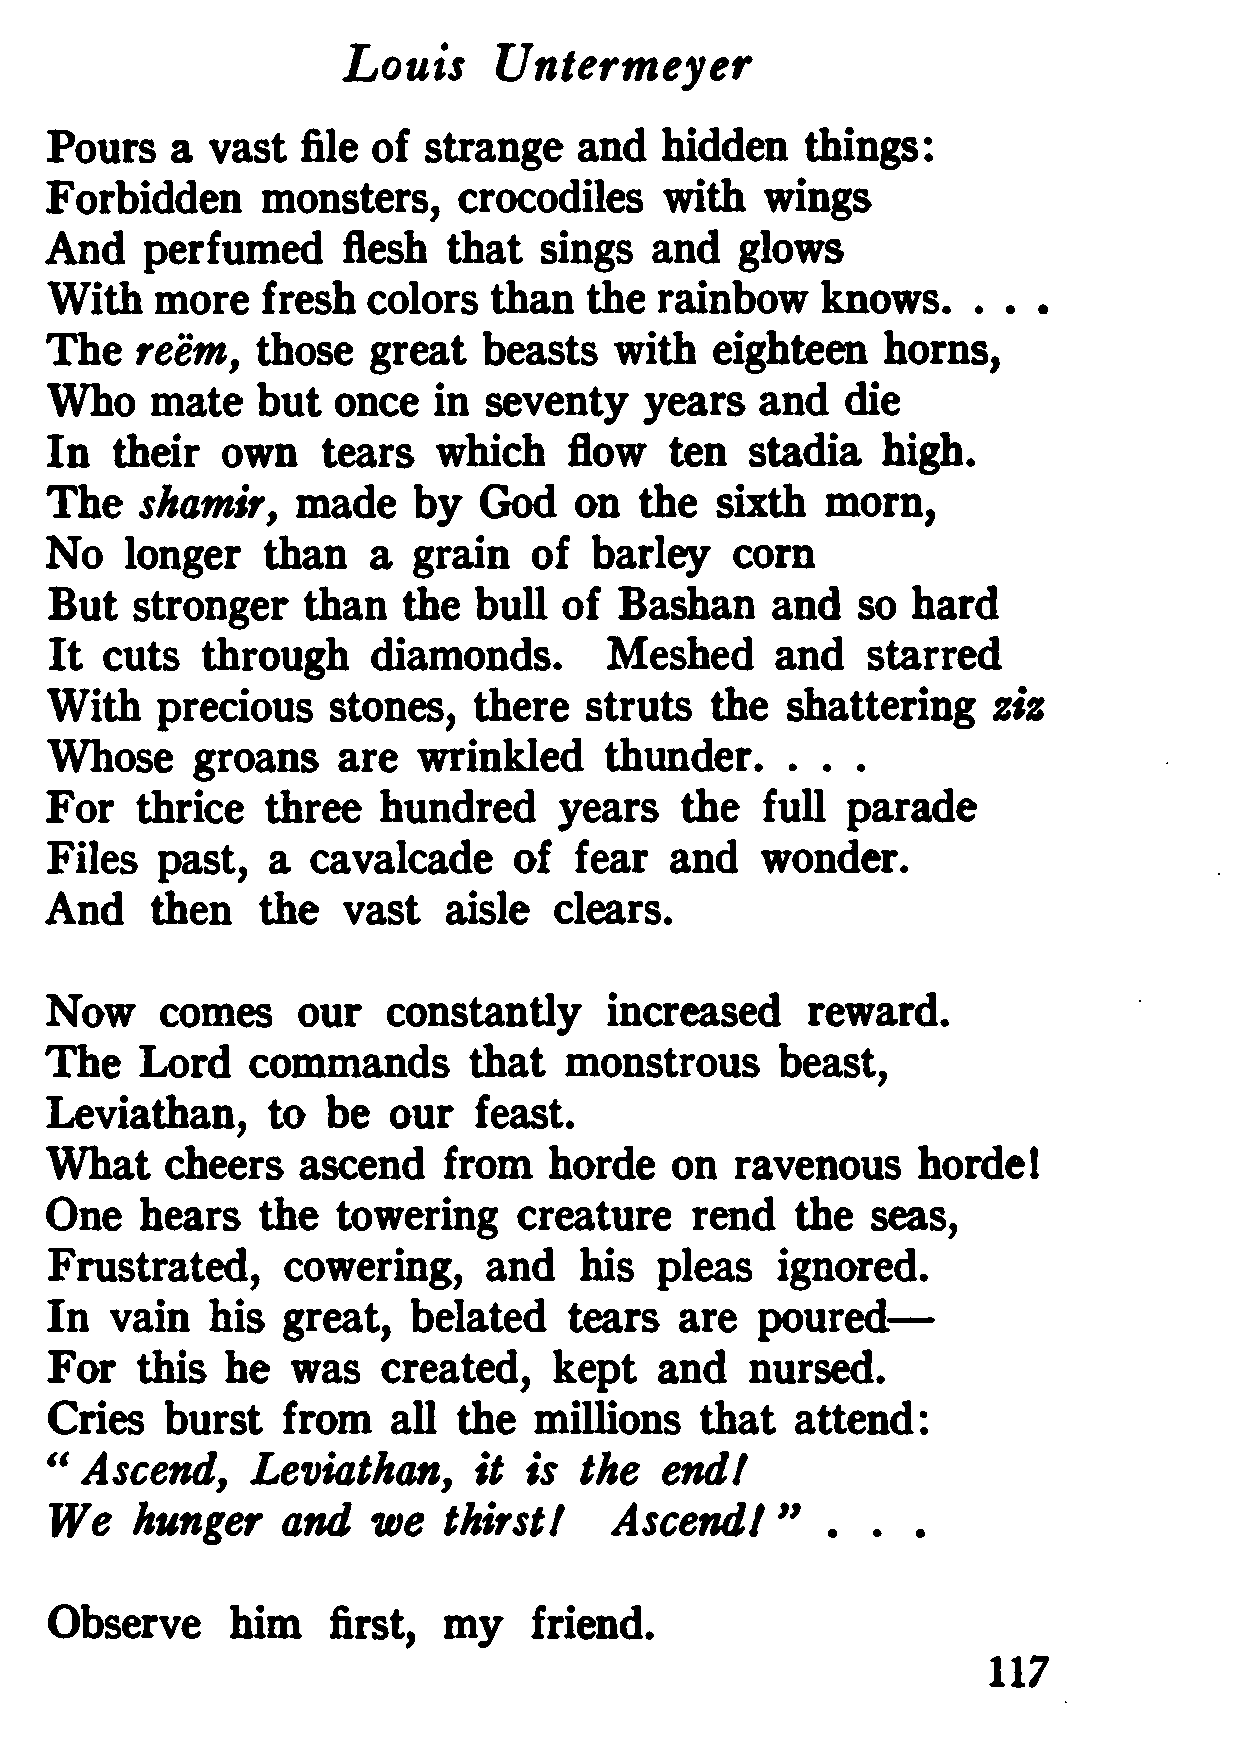 Louis Untermeyer
Pours a vast file of strange and hidden things:
Forbidden monsters, crocodiles with wings
And perfumed flesh that sings and glows
With more fresh colors than the rainbow knows. . . .
The reëm, those great beasts with eighteen horns,
Who mate but once in seventy years and die
In their own tears which flow ten stadia high.
The shamir, made by God on the sixth morn,
No longer than a grain of barley corn
But stronger than the bull of Bashan and so hard
It cuts through diamonds. Meshed and starred
With precious stones, there struts the shattering ziz
Whose groans are wrinkled thunder. . . .
For thrice three hundred years the full parade
Files past, a cavalcade of fear and wonder.
And then the vast aisle clears.

Now comes our constantly increased reward.
The Lord commands that monstrous beast,
Leviathan, to be our feast.
What cheers ascend from horde on ravenous horde!
One hears the towering creature rend the seas,
Frustrated, cowering, and his pleas ignored.
In vain his great, belated tears are poured—
For this he was created, kept and nursed.
Cries burst from all the millions that attend:
“ Ascend, Leviathan, it is the end!
We hunger and we thirst! Ascend! ” . . .

Observe him first, my friend.
117